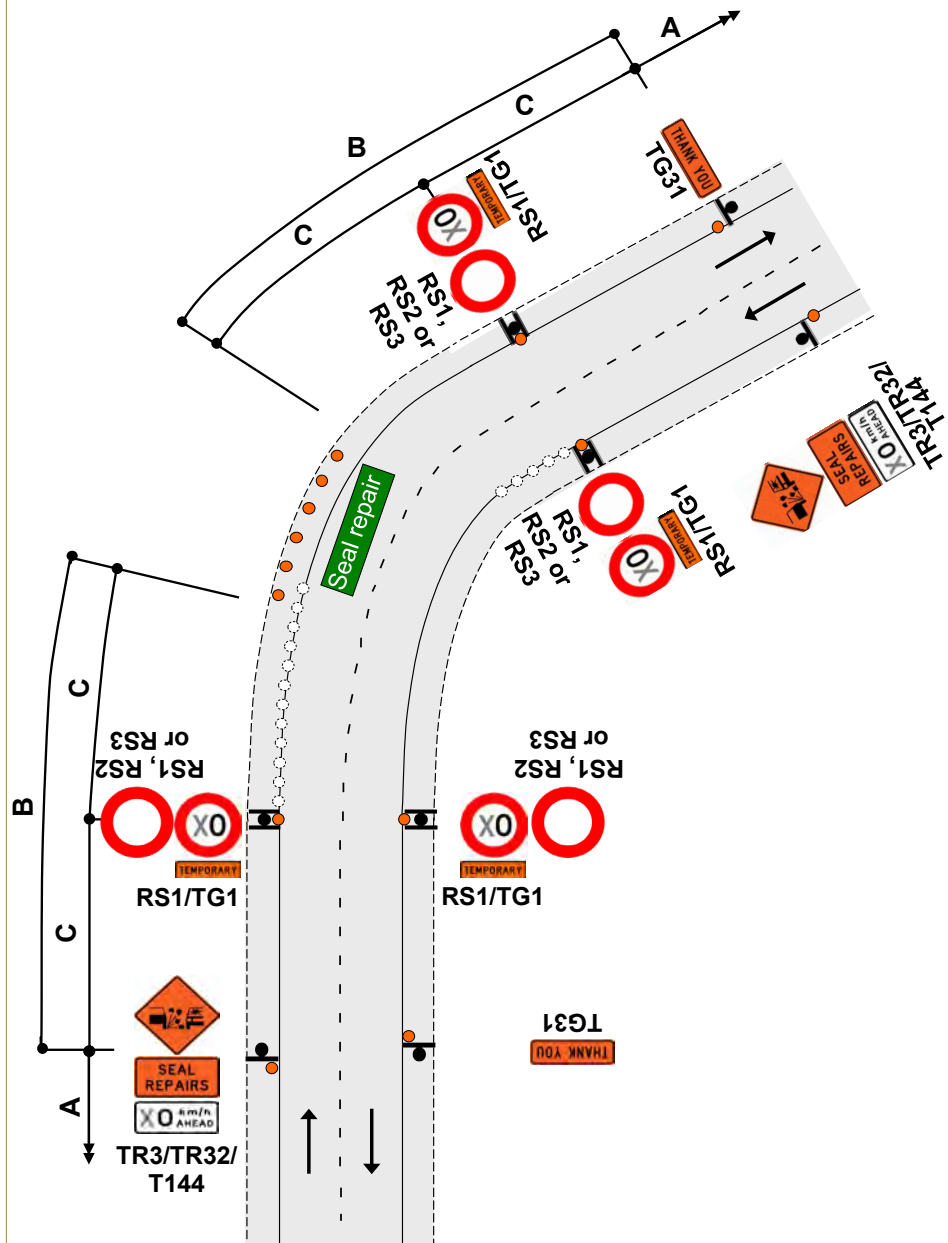 A
C
B
THANK YOU
TG31
TEMPORARY
RS1/TG1
X0
C
RS1,
RS2 or
RS3
TR3/TR32/
T144
X0 km/h
AHEAD
SEAL
REPAIRS
Seal repair
RS1/TG1
TEMPORARY
X0
RS1,
RS2 or
RS3
C
B
RS1, RS2
or RS3
X0
TEMPORARY
RS1/TG1
RS1, RS2
or RS3
X0
TEMPORARY
RS1/TG1
C
SEAL
REPAIRS
X0 km/h
AHEAD
TR3/TR32/
T144
A
TG31
THANK YOU